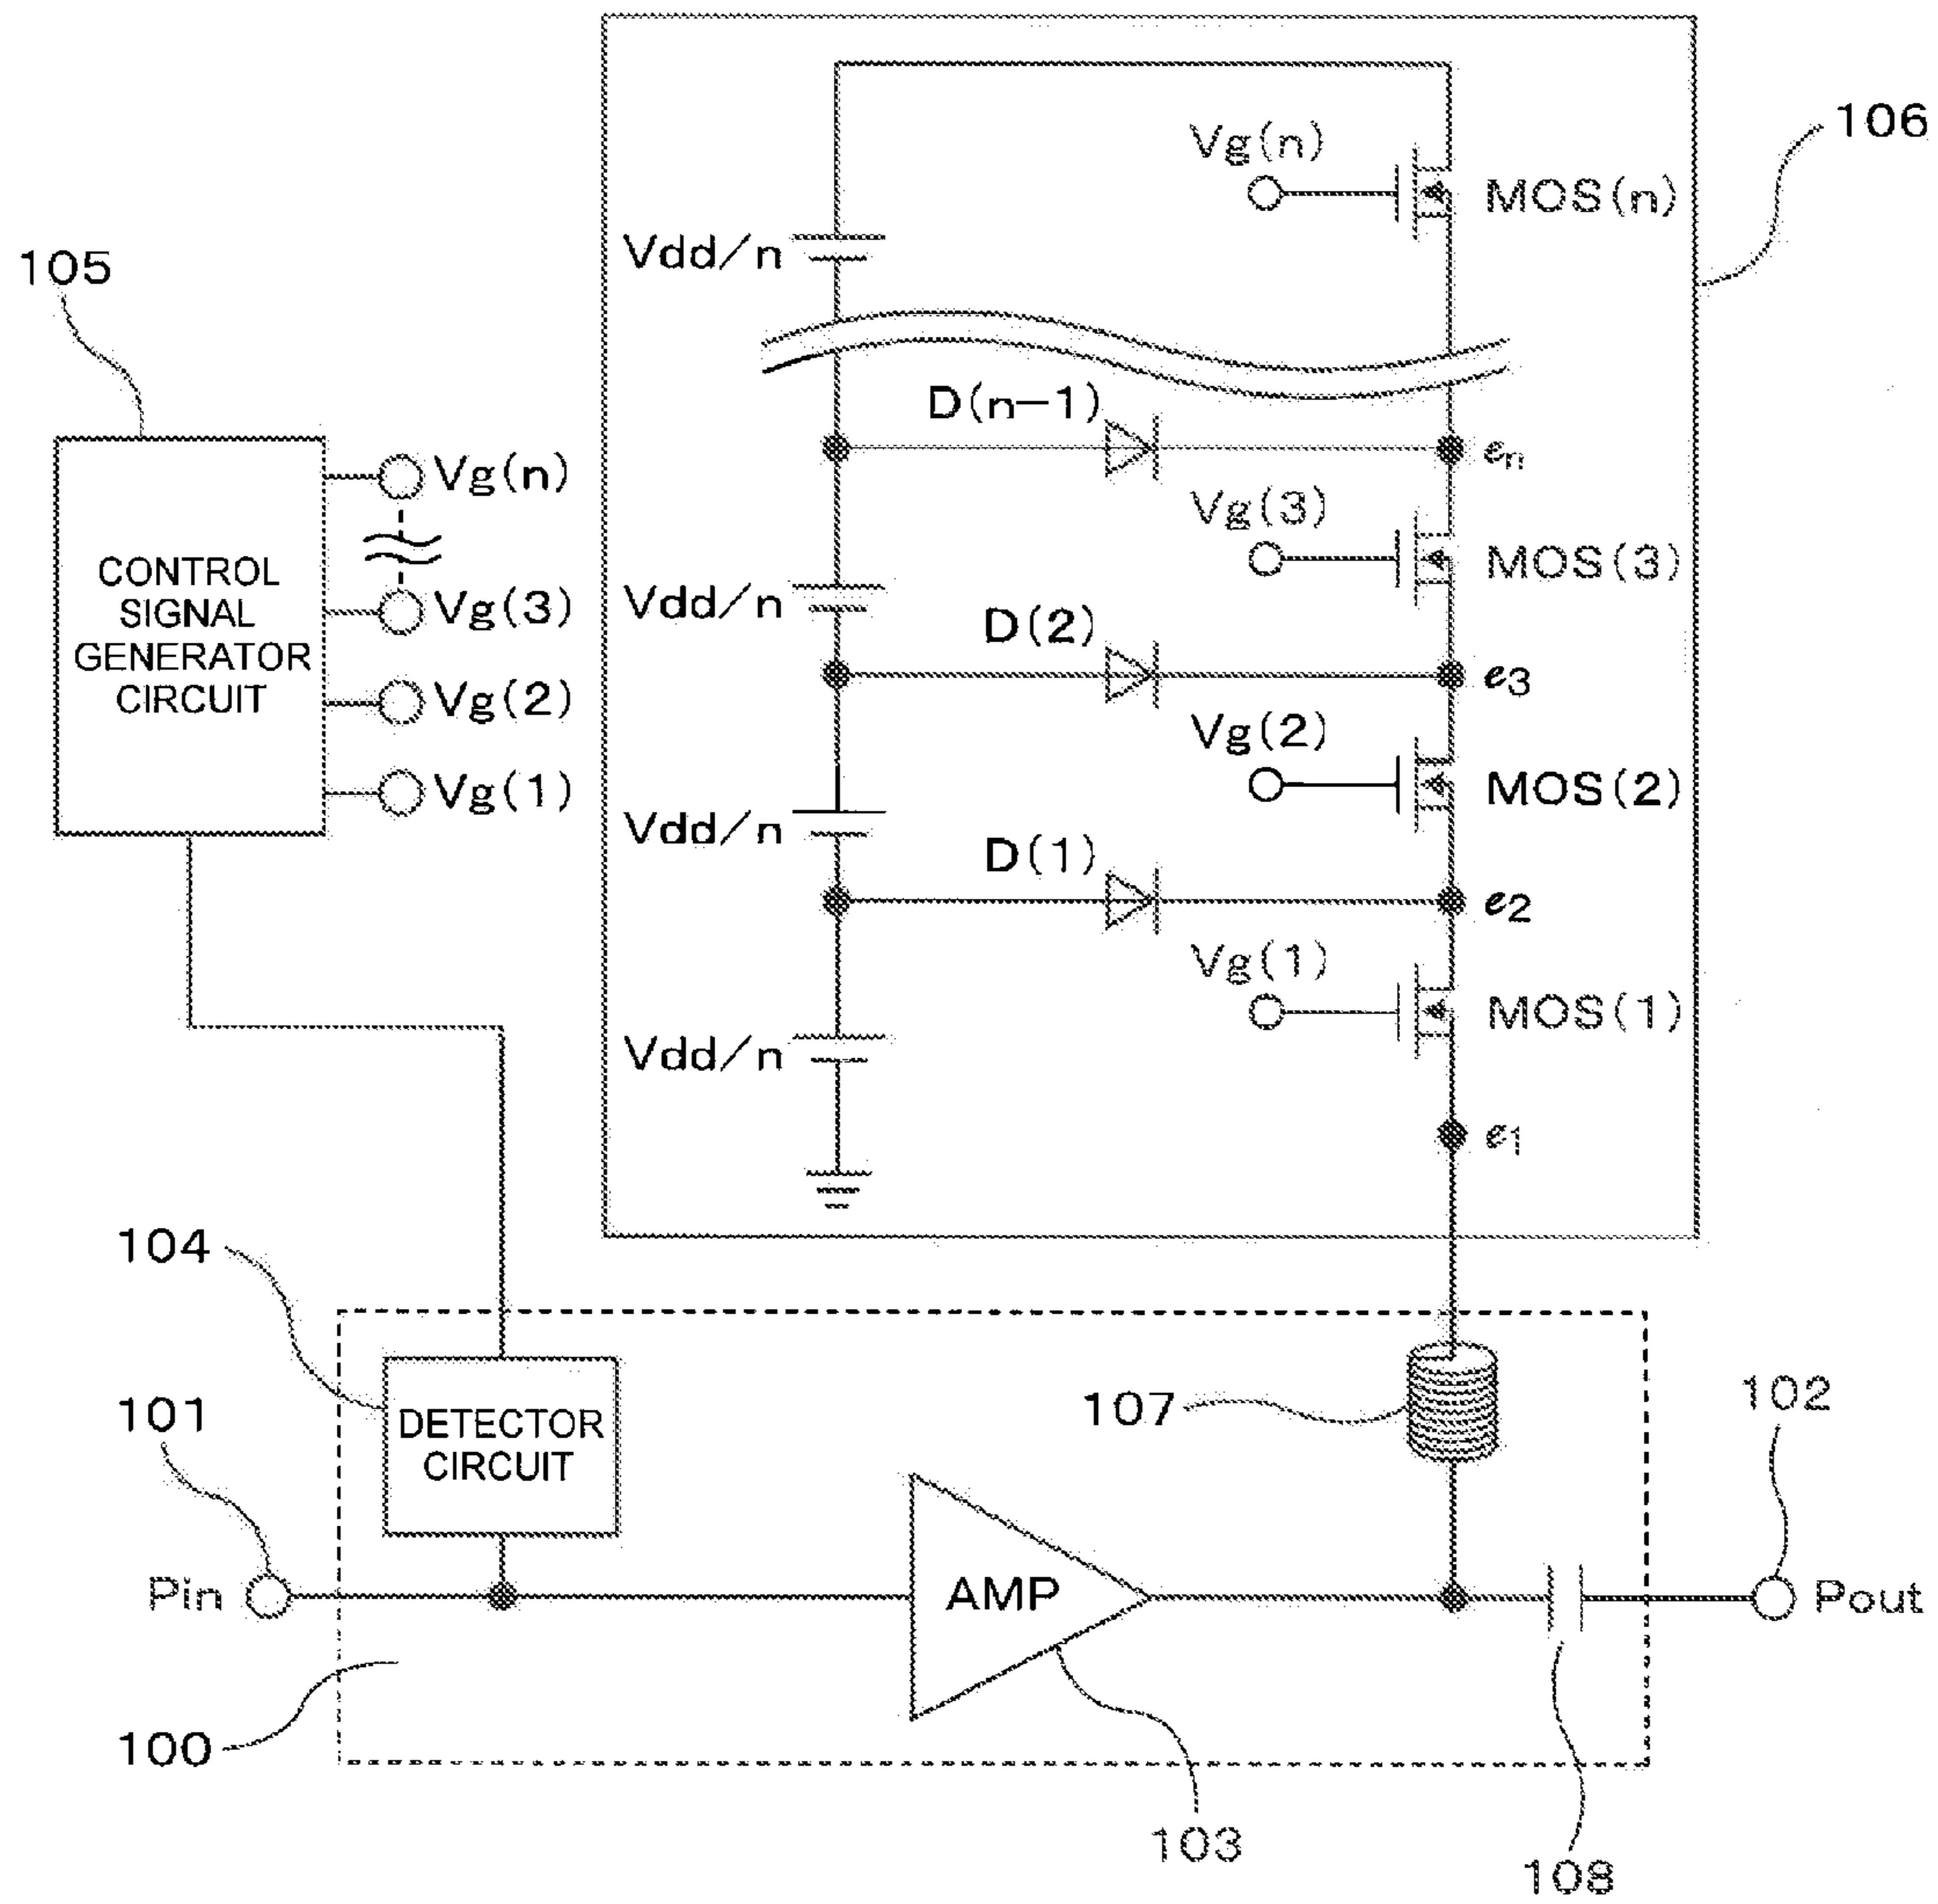 106
Vg(n)
MOS(n)
Vdd/n
105
D(n-1)
en
Vg(n)
Vg(3)
MOS(3)
CONTROL
SIGNAL
GENERATOR
CIRCUIT
Vg(3)
Vdd/n
D(2)
e3
Vg(2)
Vg(2)
MOS(2)
Vg(1)
Vdd/n
D(1)
e2
Vg(1)
MOS(1)
Vdd/n
e1
104
DETECTOR
CIRCUIT
101
107
102
Pin
AMP
Pout
100
103
108